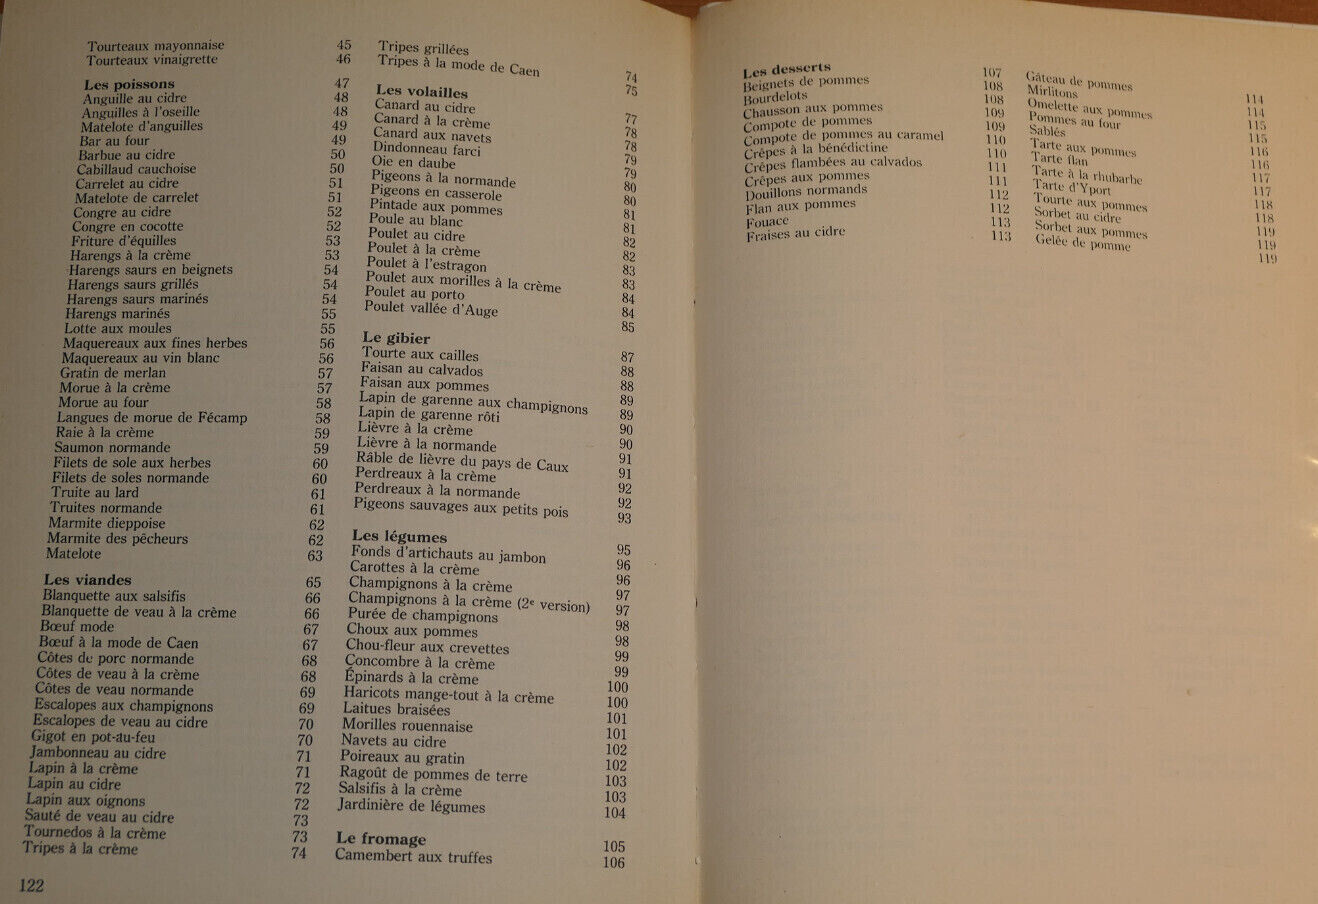 Tourteaux mayonnaise 45
Tourteaux vinaigrette 46
Les poissons 47
Anguille au cidre 48
Anguilles à l'oseille 48
Matelote d'anguilles 49
Bar au four 49
Barbue au cidre 50
Cabillaud cauchoise 50
Carrelet au cidre 51
Matelote de carrelet 51
Congre au cidre 52
Congre en cocotte 52
Friture d'équilles 53
Harengs à la crème 53
Harengs saurs en beignets 54
Harengs saurs grillés 54
Harengs saurs marinés 54
Harengs marinés 55
Lotte aux moules 55
Maquereaux aux fines herbes 56
Maquereaux au vin blanc 56
Gratin de merlan 57
Morue à la crème 57
Morue au four 58
Langues de morue de Fécamp 58
Raie à la crème 59
Saumon normande 59
Filets de sole aux herbes 60
Filets de soles normande 60
Truite au lard 61
Truites normande 61
Marmite dieppoise 62
Marmite des pêcheurs 62
Matelote 63
Les viandes 65
Blanquette aux salsifis 66
Blanquette de veau à la crème 66
Bœuf mode 67
Bœuf à la mode de Caen 67
Côtes de porc normande 68
Côtes de veau à la crème 68
Côtes de veau normande 69
Escalopes aux champignons 69
Escalopes de veau au cidre 70
Gigot en pot-au-feu 70
Jambonneau au cidre 71
Lapin à la crème 71
Lapin au cidre 72
Lapin aux oignons 72
Sauté de veau au cidre 73
Tournedos à la crème 73
Tripes à la crème 74
122
Tripes grillées 74
Tripes à la mode de Caen 75
Les volailles 77
Canard au cidre 78
Canard à la crème 78
Canard aux navets 79
Dindonneau farci 79
Oie en daube 80
Pigeons à la normande 80
Pigeons en casserole 81
Pintade aux pommes 81
Poule au blanc 82
Poulet au cidre 82
Poulet à la crème 83
Poulet à l'estragon 83
Poulet aux morilles à la crème 84
Poulet au porto 84
Poulet vallée d'Auge 85
Le gibier 87
Tourte aux cailles 88
Faisan au calvados 88
Faisan aux pommes 89
Lapin de garenne aux champignons 89
Lapin de garenne rôti 90
Lièvre à la crème 90
Lièvre à la normande 91
Râble de lièvre du pays de Caux 91
Perdreaux à la crème 92
Perdreaux à la normande 92
Pigeons sauvages aux petits pois 93
Les légumes 95
Fonds d'artichauts au jambon 96
Carottes à la crème 96
Champignons à la crème 97
Champignons à la crème (2e version) 97
Purée de champignons 98
Choux aux pommes 98
Chou-fleur aux crevettes 99
Concombre à la crème 99
Épinards à la crème 100
Haricots mange-tout à la crème 100
Laitues braisées 101
Morilles rouennaise 101
Navets au cidre 102
Poireaux au gratin 102
Ragoût de pommes de terre 103
Salsifis à la crème 103
Jardinière de légumes 104
Le fromage 105
Camembert aux truffes 106
Les desserts 107
Beignets de pommes 108
Bourdelots 108
Chausson aux pommes 109
Compote de pommes 109
Compote de pommes au caramel 110
Crêpes à la bénédictine 110
Crêpes flambées au calvados 111
Crêpes aux pommes 111
Douillons normands 112
Flan aux pommes 112
Fouace 113
Fraises au cidre 113
Gâteau de pommes 114
Mirlitons 114
Omelette aux pommes 115
Pommes au four 115
Sablés 116
Tarte aux pommes 116
Tarte flan 117
Tarte à la rhubarbe 117
Tarte d'Yport 118
Tourte aux pommes 118
Sorbet au cidre 119
Sorbet aux pommes 119
Gelée de pomme 119